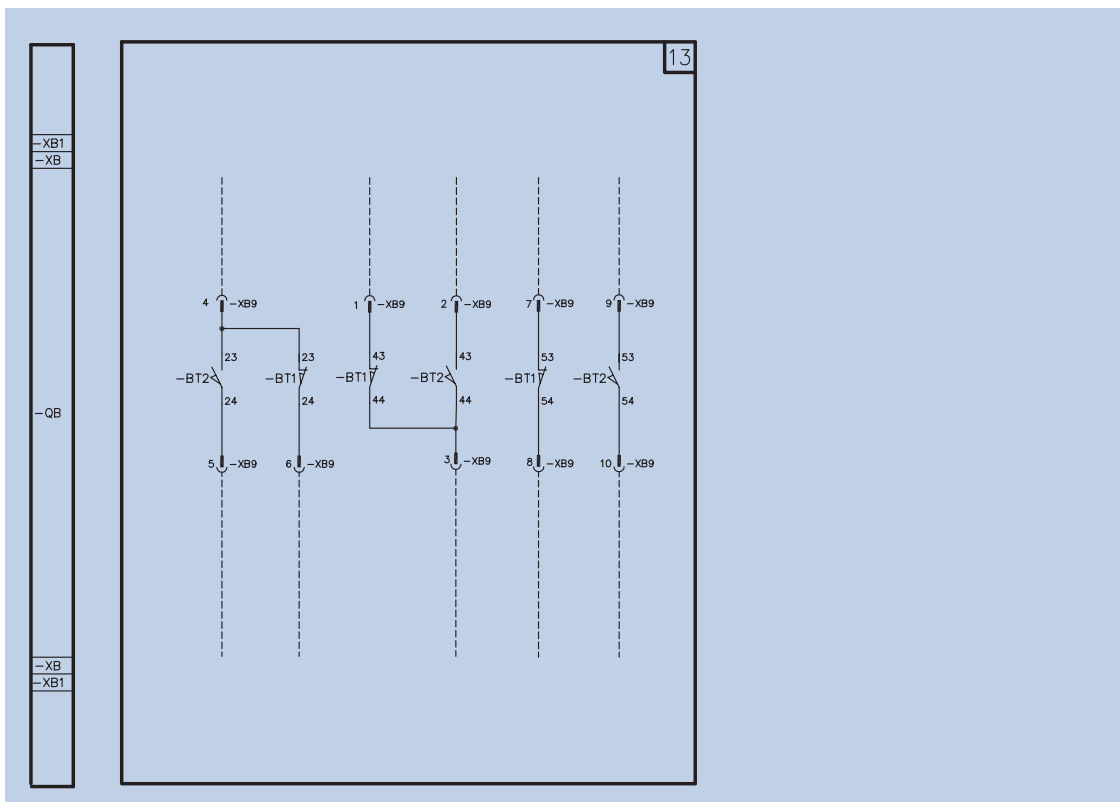 13
-XB1
-XB
4 -XB9
1 -XB9
2 -XB9
7 -XB9
9 -XB9
23
23
43
43
53
53
-BT2
-BT1
-BT1
-BT2
-BT1
-BT2
24
24
44
44
54
54
-QB
5 -XB9
6 -XB9
3 -XB9
8 -XB9
10 -XB9
-XB
-XB1